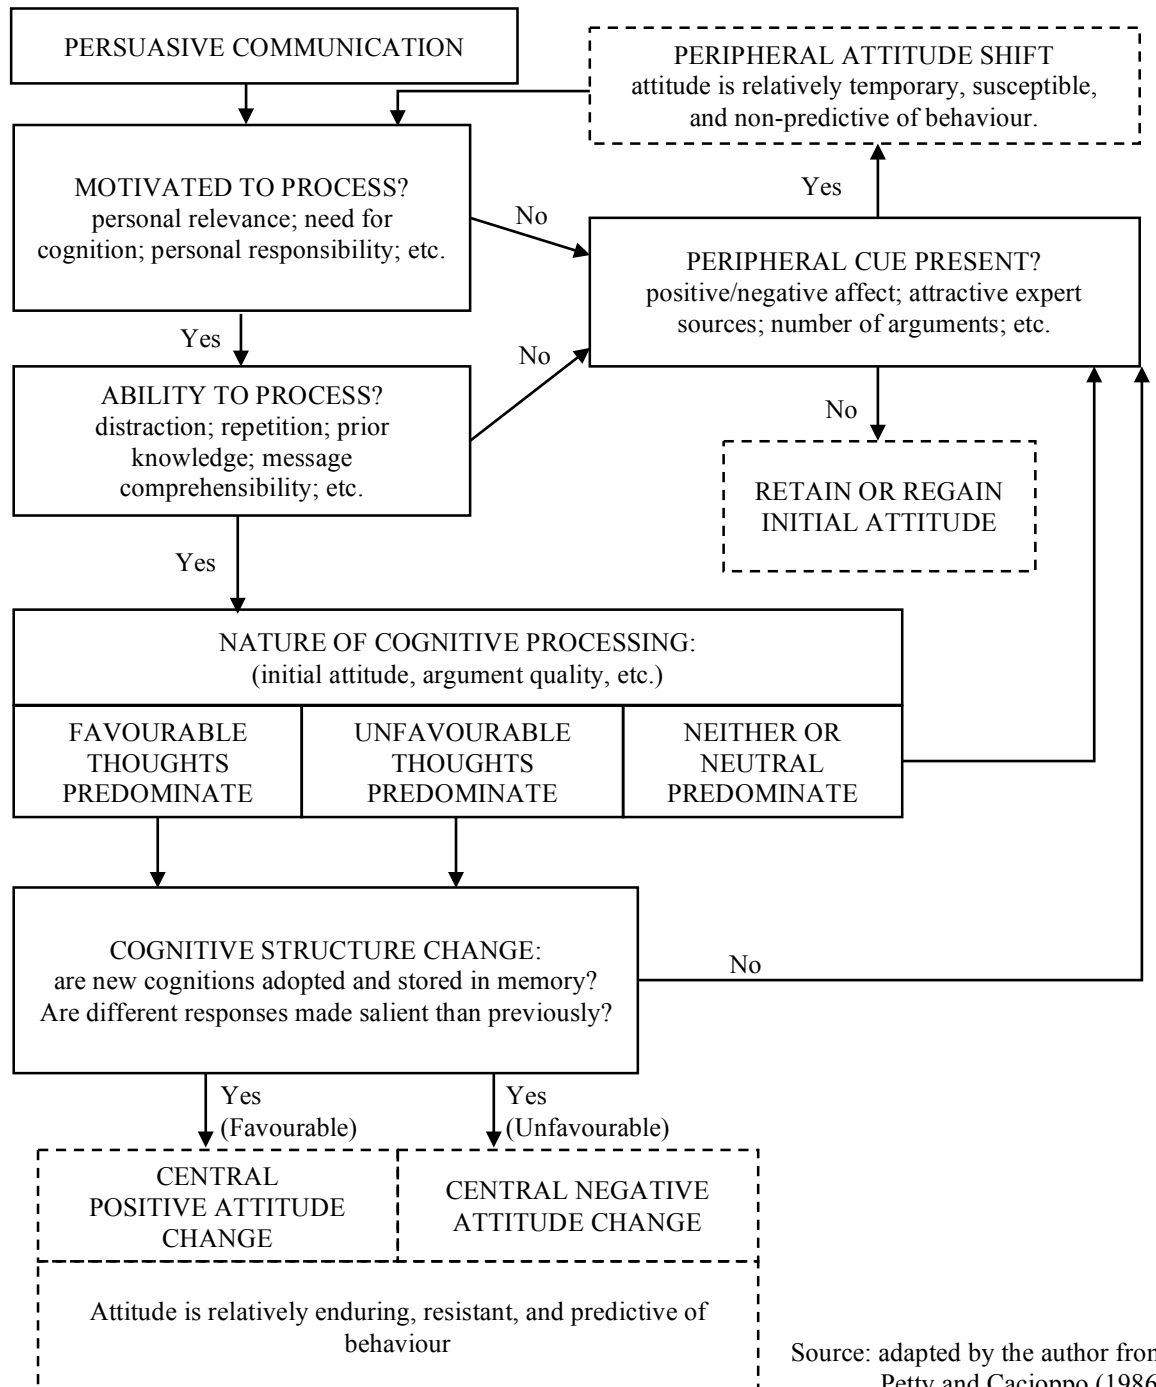 PERSUASIVE COMMUNICATION
PERIPHERAL ATTITUDE SHIFT
attitude is relatively temporary, susceptible,
and non-predictive of behaviour.
MOTIVATED TO PROCESS?
personal relevance; need for
cognition; personal responsibility; etc.
No
Yes
PERIPHERAL CUE PRESENT?
positive/negative affect; attractive expert
sources; number of arguments; etc.
Yes
No
ABILITY TO PROCESS?
distraction; repetition; prior
knowledge; message
comprehensibility; etc.
No
RETAIN OR REGAIN
INITIAL ATTITUDE
Yes
NATURE OF COGNITIVE PROCESSING:
(initial attitude, argument quality, etc.)
FAVOURABLE
THOUGHTS
PREDOMINATE
UNFAVOURABLE
THOUGHTS
PREDOMINATE
NEITHER OR
NEUTRAL
PREDOMINATE
COGNITIVE STRUCTURE CHANGE:
are new cognitions adopted and stored in memory?
Are different responses made salient than previously?
No
Yes
(Favourable)
Yes
(Unfavourable)
CENTRAL
POSITIVE ATTITUDE
CHANGE
CENTRAL NEGATIVE
ATTITUDE CHANGE
Attitude is relatively enduring, resistant, and predictive of
behaviour
Source: adapted by the author from
Petty and Cacioppo (1986